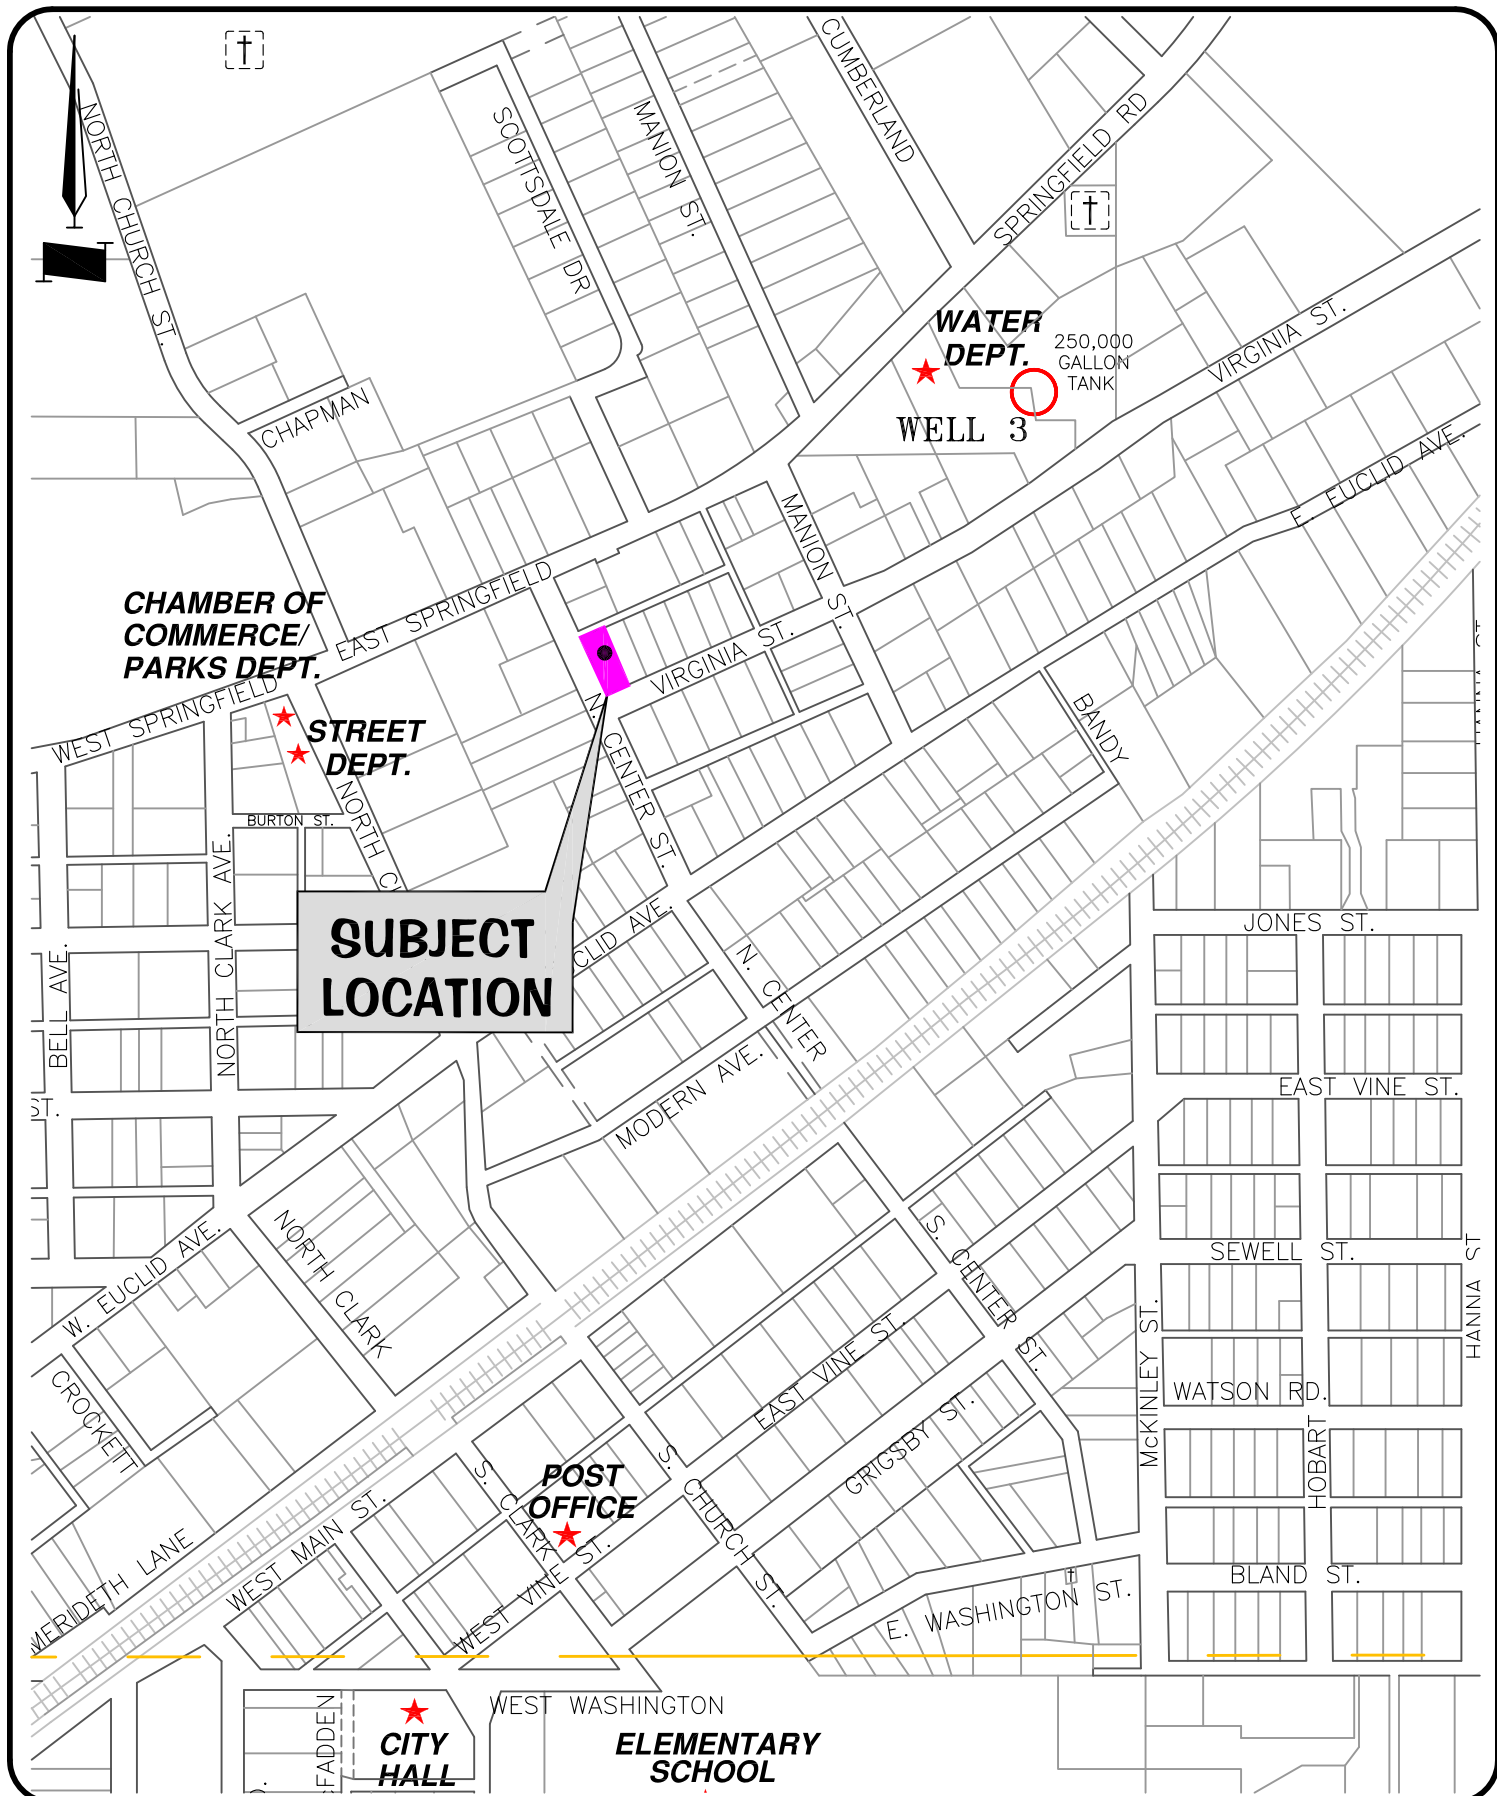 CUMBERLAND
NORTH CHURCH ST.
SCOTTSDALE DR
MANION ST.
SPRINGFIELD RD
WATER
DEPT.
250,000
GALLON
TANK
VIRGINIA ST.
CHAPMAN
WELL 3
E. EUCLID AVE.
MANION ST.
EAST SPRINGFIELD
CHAMBER OF
COMMERCE/
PARKS DEPT.
VIRGINIA ST.
WEST SPRINGFIELD
STREET
DEPT.
N. CENTER ST.
BANDY
BURTON ST.
NORTH
NORTH CLARK AVE.
BELL AVE.
SUBJECT
LOCATION
CLID AVE.
N. CENTER
JONES ST.
MODERN AVE.
EAST VINE ST.
ST.
W. EUCLID AVE.
NORTH CLARK
S. CENTER ST.
SEWELL ST.
HANNA ST
McKINLEY ST.
CROCKETT
EAST VINE ST.
WATSON RD.
GRIGSBY ST.
HOBART
POST
OFFICE
S. CLARK
S. CHURCH ST.
MERIDETH LANE
WEST MAIN ST.
WEST VINE ST.
BLAND ST.
E. WASHINGTON ST.
WEST WASHINGTON
CITY
HALL
CFADDEN
ELEMENTARY
SCHOOL